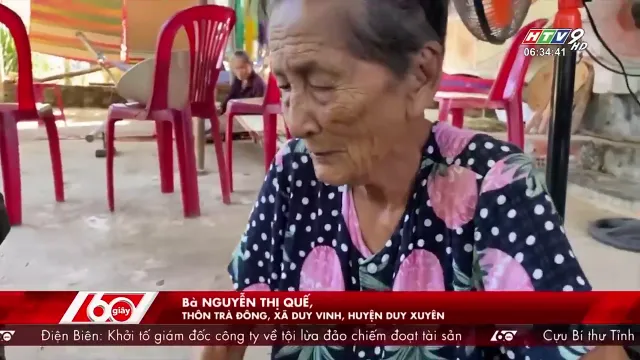 HTV9
HD
06:34:41
60 giây
Bà NGUYỄN THỊ QUẾ,
THÔN TRÀ ĐÔNG, XÃ DUY VINH, HUYỆN DUY XUYÊN
Điện Biên: Khởi tố giám đốc công ty về tội lừa đảo chiếm đoạt tài sản
60
Cựu Bí thư Tỉnh